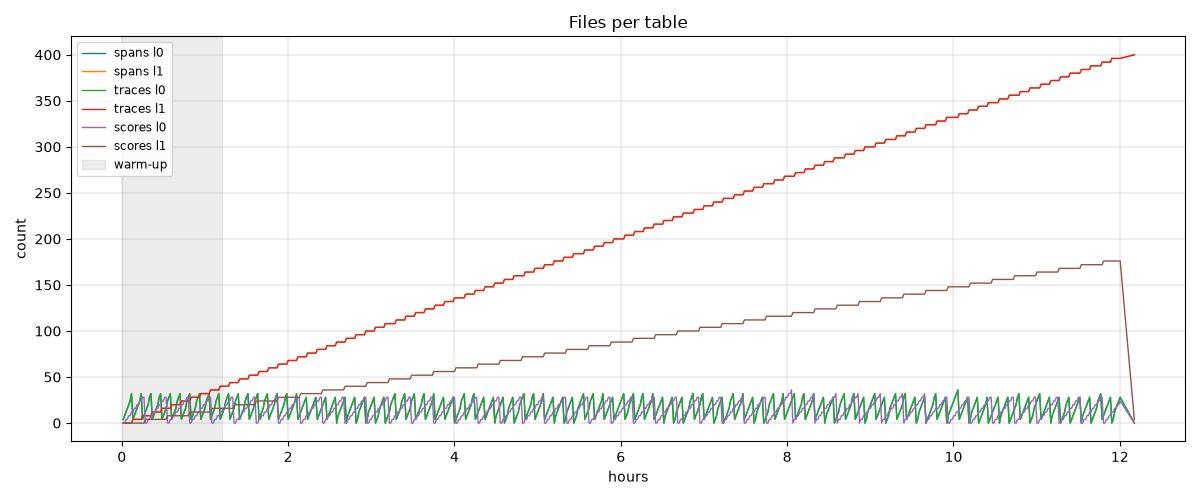 Files per table
spans l0
spans l1
traces l0
traces l1
scores l0
scores l1
warm-up
count
400
350
300
250
200
150
100
50
0
0 2 4 6 8 10 12
hours